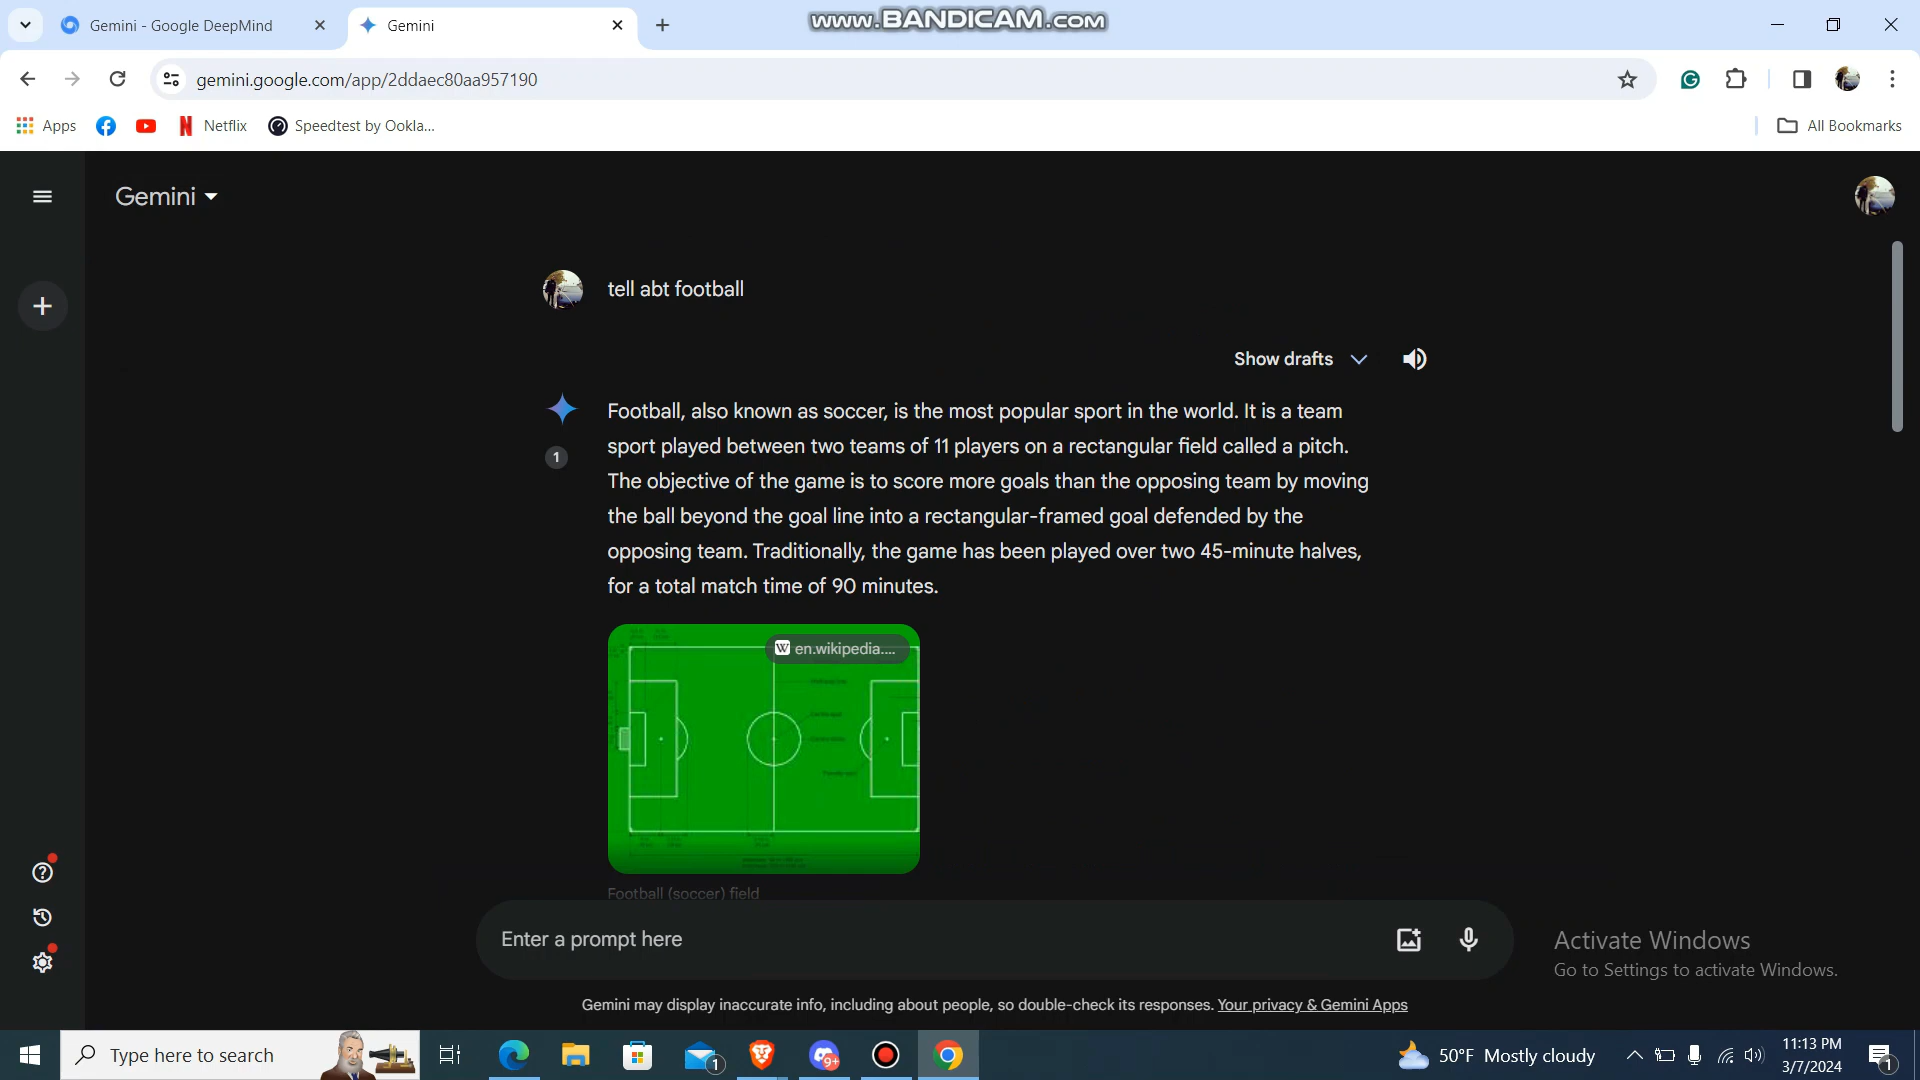 Gemini - Google DeepMind
Gemini
www.BANDICAM.com
gemini.google.com/app/2ddaec80aa957190
Apps
Netflix
Speedtest by Ookla...
All Bookmarks
Gemini
tell abt football
Show drafts
Football, also known as soccer, is the most popular sport in the world. It is a team
sport played between two teams of 11 players on a rectangular field called a pitch.
1
The objective of the game is to score more goals than the opposing team by moving
the ball beyond the goal line into a rectangular-framed goal defended by the
opposing team. Traditionally, the game has been played over two 45-minute halves,
for a total match time of 90 minutes.
W en.wikipedia....
Football (soccer) field
Enter a prompt here
Activate Windows
Go to Settings to activate Windows.
Gemini may display inaccurate info, including about people, so double-check its responses. Your privacy & Gemini Apps
Type here to search
1
9+
50°F Mostly cloudy
11:13 PM
3/7/2024
1